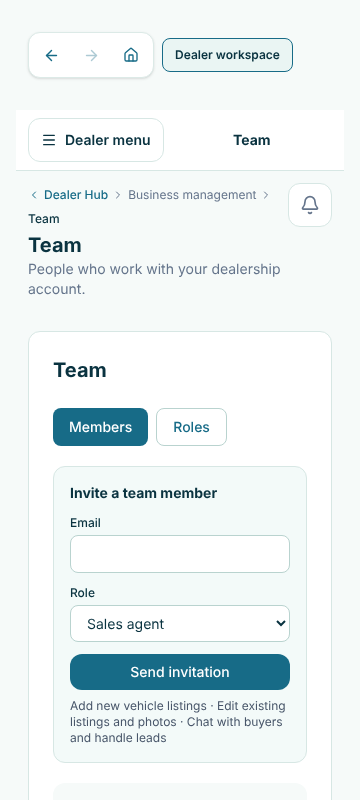 Dealer workspace
Dealer menu
Team
Dealer Hub
Business management
Team
Team
People who work with your dealership
account.
Team
Members
Roles
Invite a team member
Email
Role
Sales agent
Send invitation
Add new vehicle listings · Edit existing
listings and photos · Chat with buyers
and handle leads